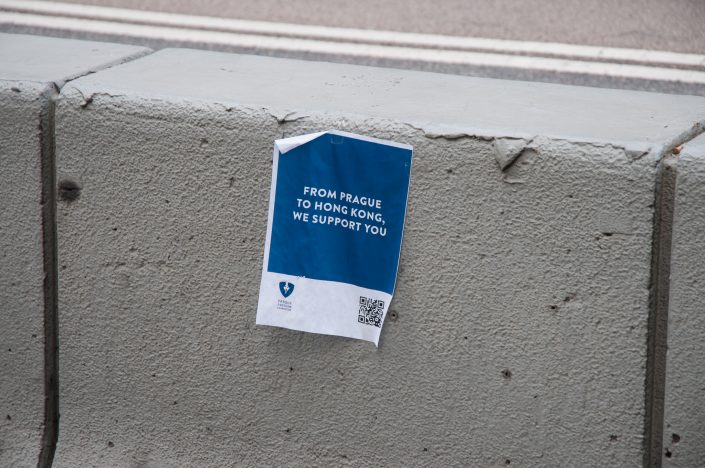 FROM PRAGUE
TO HONG KONG,
WE SUPPORT YOU